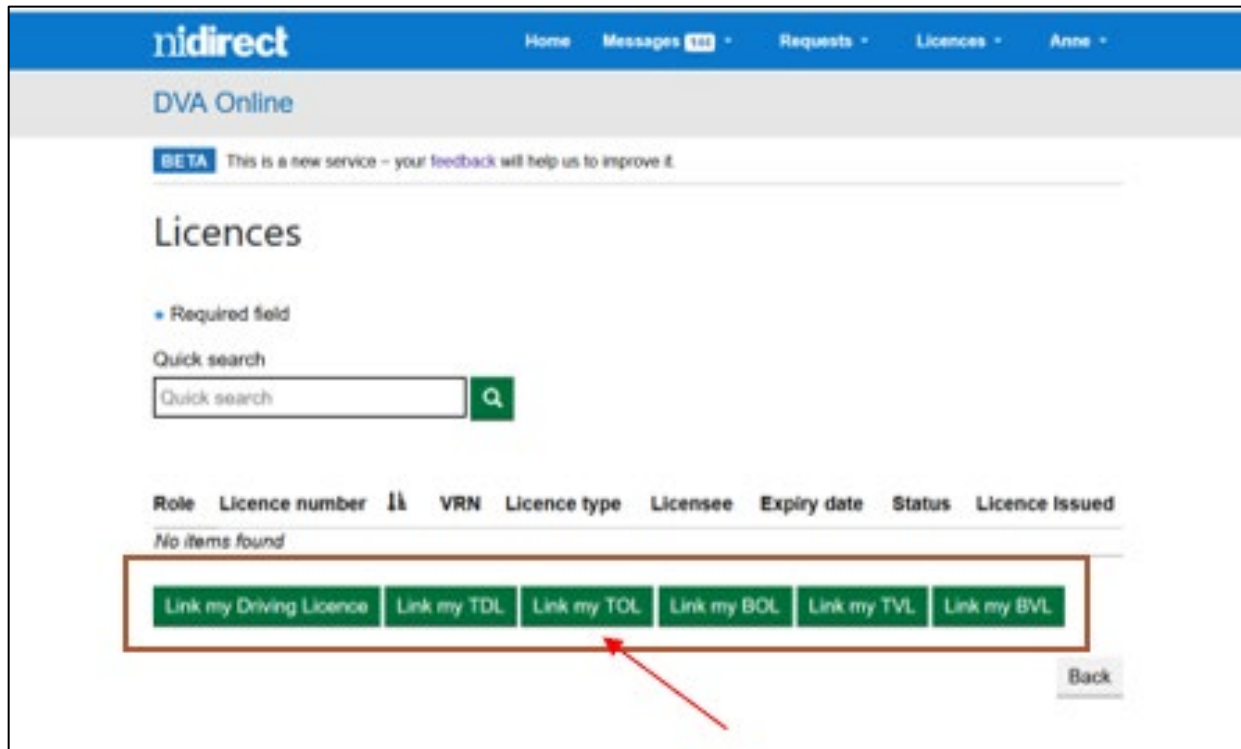 nidirect Home Messages Requests Licences Anne
DVA Online
BETA This is a new service – your feedback will help us to improve it.
Licences
Required field
Quick search
Quick search
Role Licence number VRN Licence type Licensee Expiry date Status Licence Issued
No items found
Link my Driving Licence Link my TDL Link my TOL Link my BOL Link my TVL Link my BVL
Back